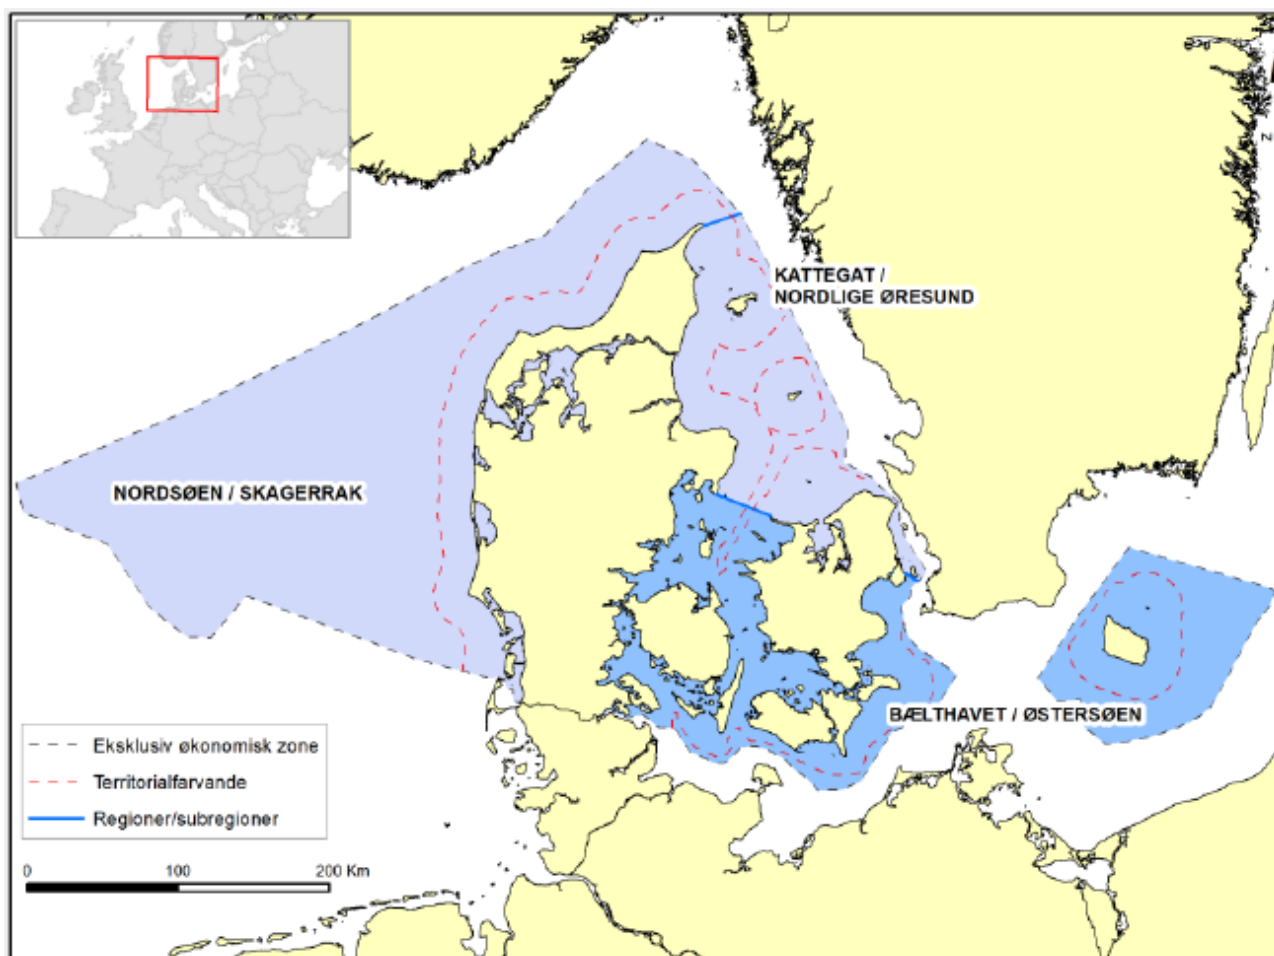 KATTEGAT /
NORDLIGE ØRESUND
NORDSØEN / SKAGERRAK
BÆLTHAVET / ØSTERSØEN
Eksklusiv økonomisk zone
Territorialfarvande
Regioner/subregioner
0 100 200 Km